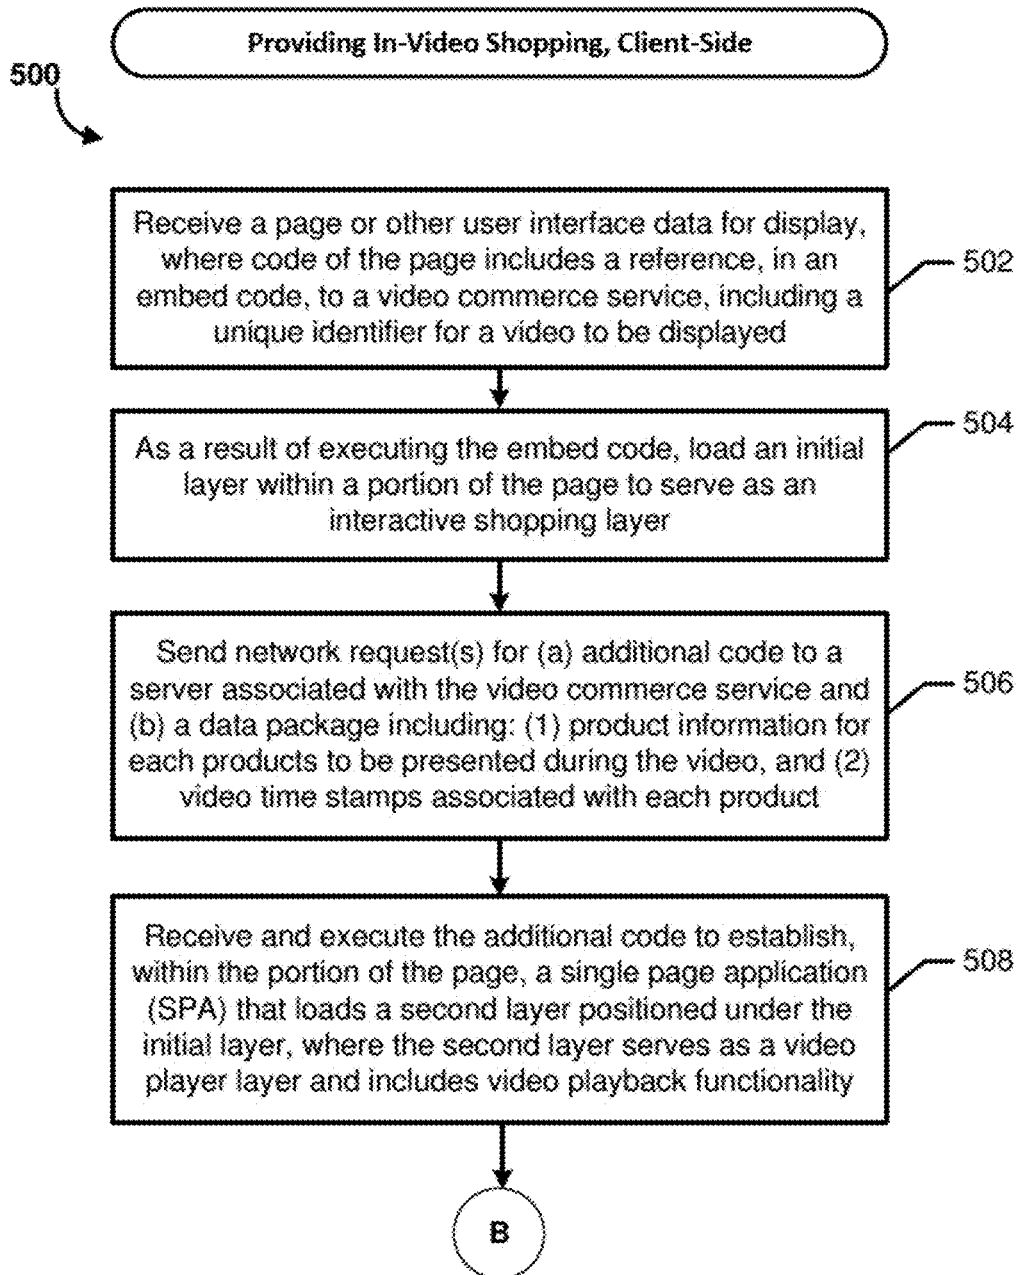 Providing In-Video Shopping, Client-Side
500
Receive a page or other user interface data for display,
where code of the page includes a reference, in an
embed code, to a video commerce service, including a
unique identifier for a video to be displayed
502
As a result of executing the embed code, load an initial
layer within a portion of the page to serve as an
interactive shopping layer
504
Send network request(s) for (a) additional code to a
server associated with the video commerce service and
(b) a data package including: (1) product information for
each products to be presented during the video, and (2)
video time stamps associated with each product
506
Receive and execute the additional code to establish,
within the portion of the page, a single page application
(SPA) that loads a second layer positioned under the
initial layer, where the second layer serves as a video
player layer and includes video playback functionality
508
B